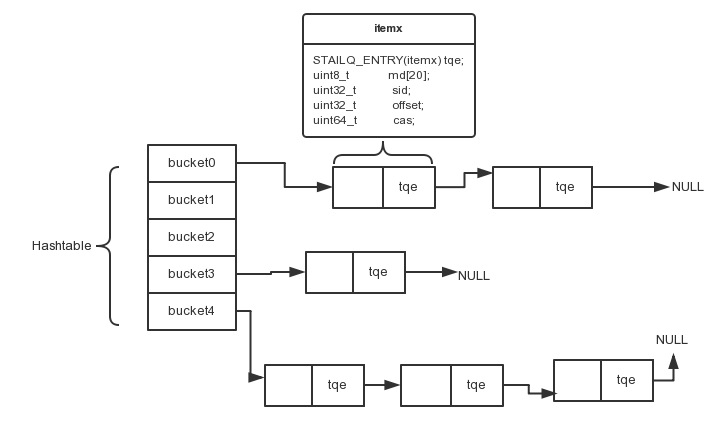 itemx
STAILQ_ENTRY(itemx) tqe;
uint8_t md[20];
uint32_t sid;
uint32_t offset;
uint64_t cas;
bucket0
tqe
tqe
NULL
bucket1
bucket2
Hashtable
bucket3
tqe
NULL
bucket4
NULL
tqe
tqe
tqe